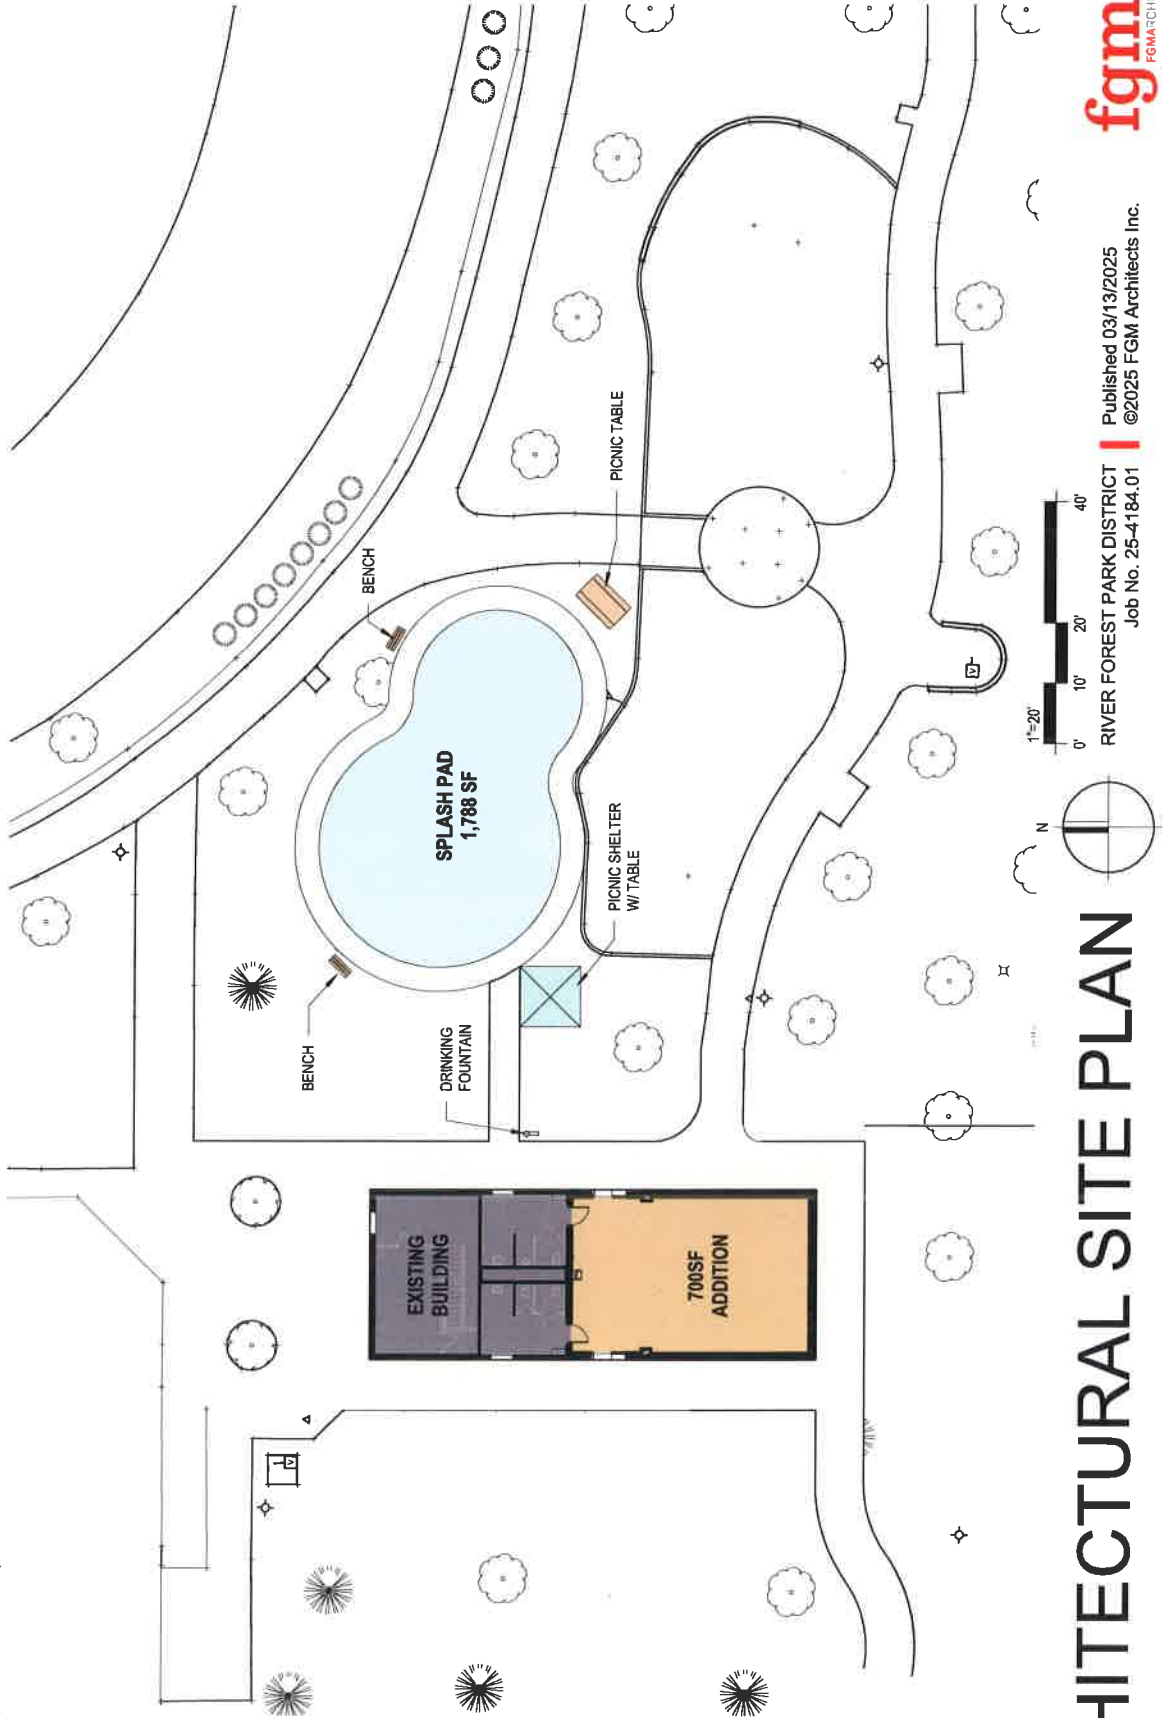 BENCH
BENCH
SPLASH PAD
1,788 SF
PICNIC TABLE
PICNIC SHELTER
W/ TABLE
DRINKING
FOUNTAIN
EXISTING
BUILDING
700SF
ADDITION
V
V
HITECTURAL SITE PLAN
N
1"=20'
0' 10' 20' 40'
RIVER FOREST PARK DISTRICT
Job No. 25-4184.01
Published 03/13/2025
©2025 FGM Architects Inc.
fgm
FGMARCH